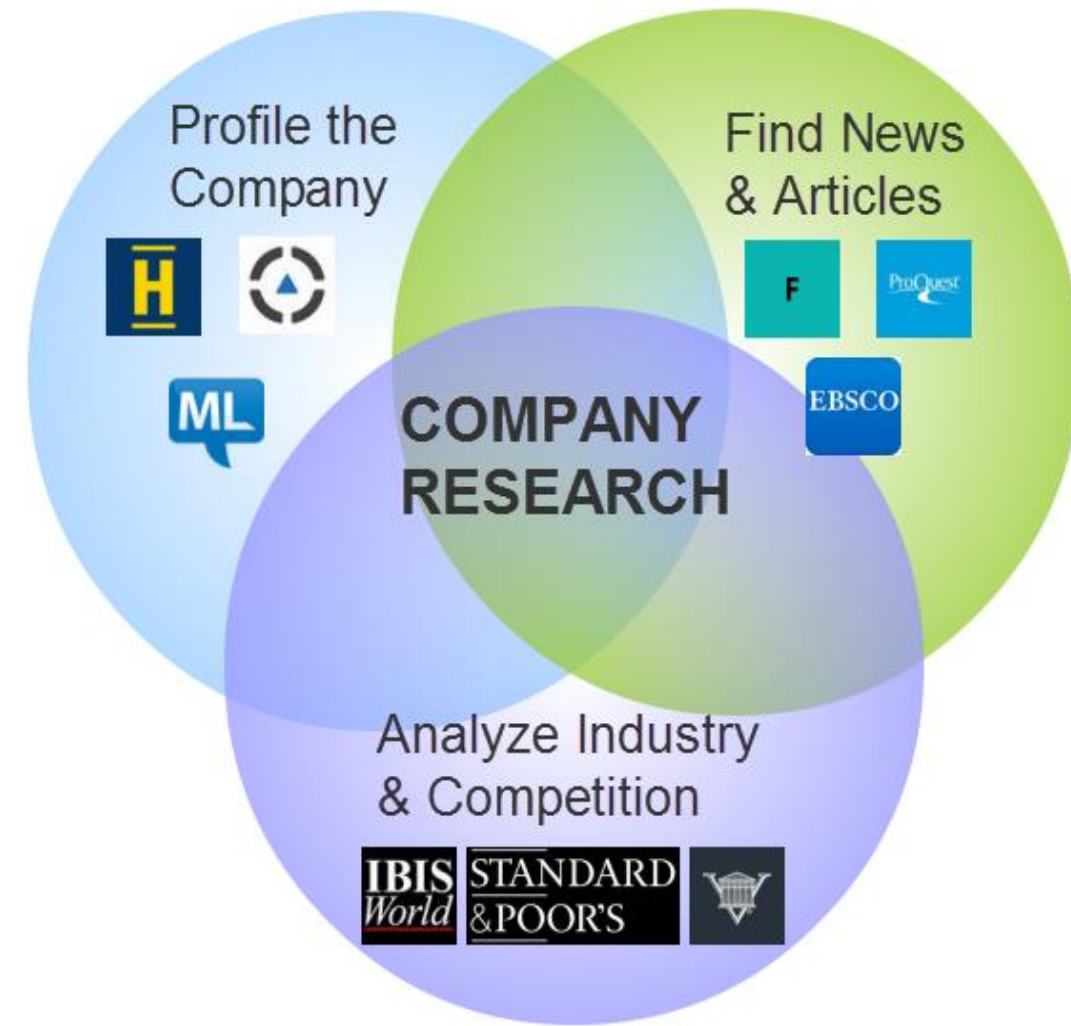 Profile the
Company
H
ML
Find News
& Articles
F
ProQuest
EBSCO
COMPANY
RESEARCH
Analyze Industry
& Competition
IBIS
World
STANDARD
&POOR'S
V